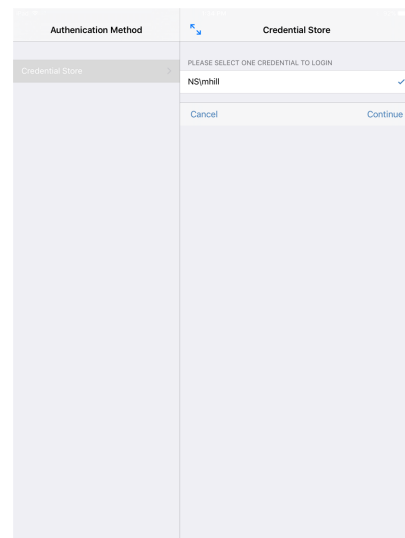 Authenication Method
Credential Store
Credential Store
PLEASE SELECT ONE CREDENTIAL TO LOGIN
NS\mhill
Cancel
Continue